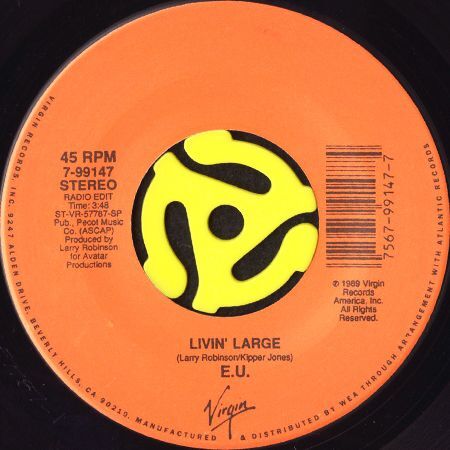 45 RPM
7-99147
STEREO
RADIO EDIT
Time: 3:48
ST-VR-57787-SP
Pub., Pecot Music
Co. (ASCAP)
Produced by
Larry Robinson
for Avatar
Productions
7567-99147-7
℗ 1989 Virgin
Records
America, Inc.
All Rights
Reserved.
LIVIN' LARGE
(Larry Robinson/Kipper Jones)
E.U.
Virgin
VIRGIN RECORDS, INC. 9247 ALDEN DRIVE, BEVERLY HILLS, CA 90210. MANUFACTURED & DISTRIBUTED BY WEA THROUGH ARRANGEMENT WITH ATLANTIC RECORDS